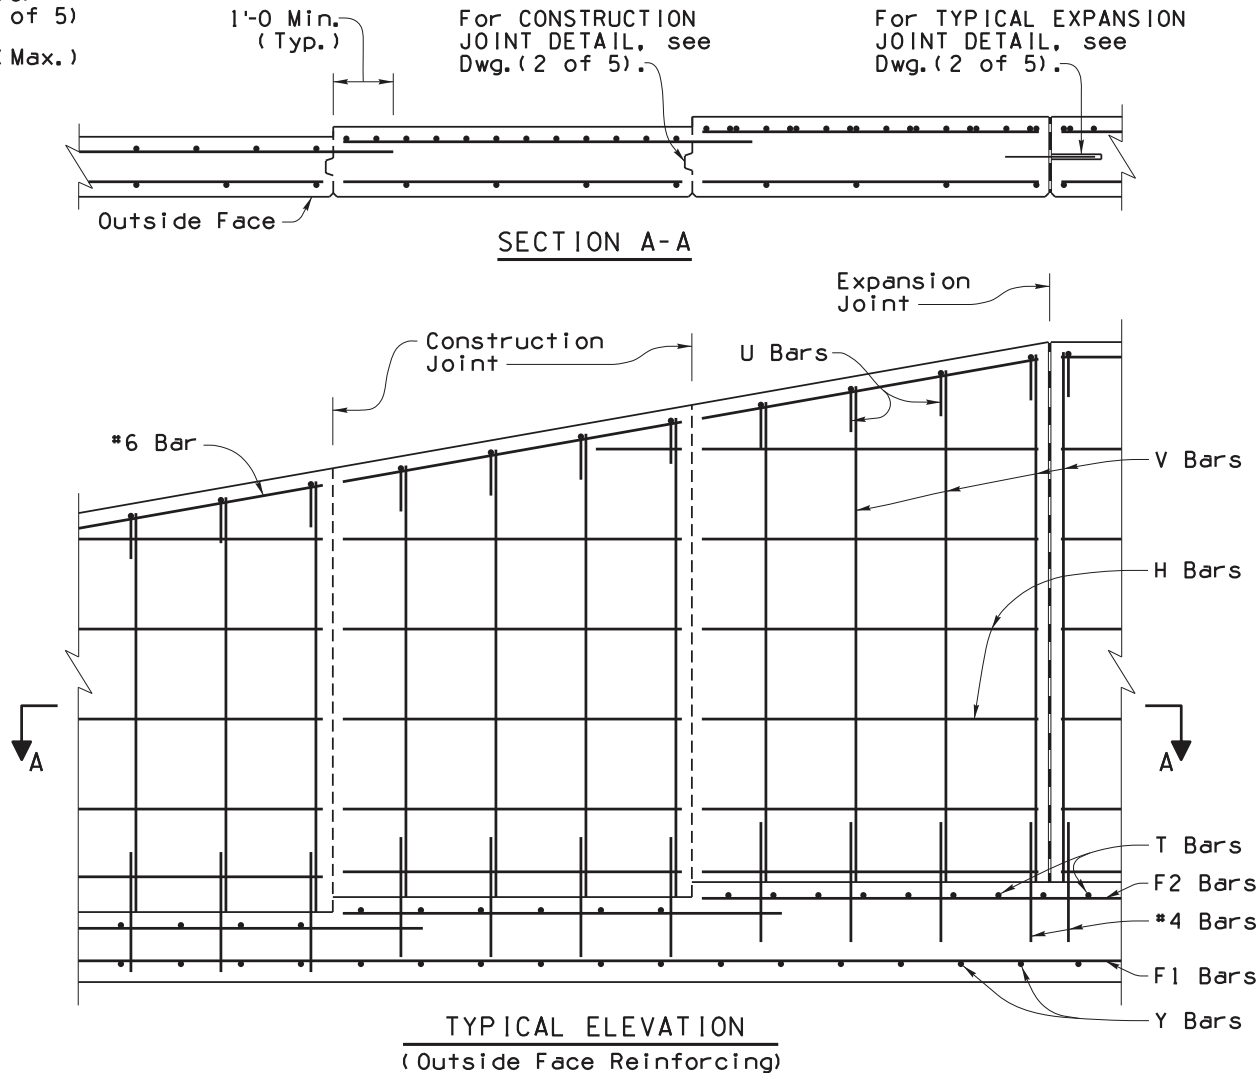 of 5)
Max.)
1'-0 Min.
(Typ.)
For CONSTRUCTION
JOINT DETAIL, see
Dwg.(2 of 5).
For TYPICAL EXPANSION
JOINT DETAIL, see
Dwg.(2 of 5).
Outside Face
SECTION A-A
Expansion
Joint
Construction
Joint
U Bars
#6 Bar
V Bars
H Bars
A
A
T Bars
F2 Bars
#4 Bars
F1 Bars
Y Bars
TYPICAL ELEVATION
(Outside Face Reinforcing)